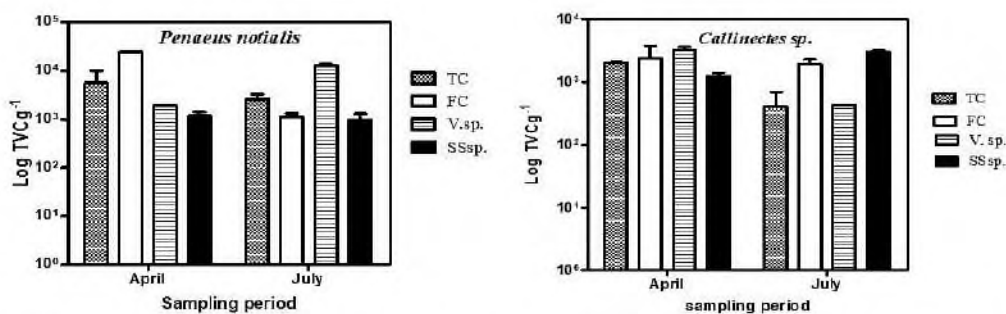 Penaeus notialis
Log TVCg⁻¹
10⁵
10⁴
10³
10²
10¹
10⁰
April
July
Sampling period
TC
FC
V.sp.
SSsp.
Callinectes sp.
Log TVCg⁻¹
10⁴
10³
10²
10¹
10⁰
April
July
sampling period
TC
FC
V. sp.
SSsp.